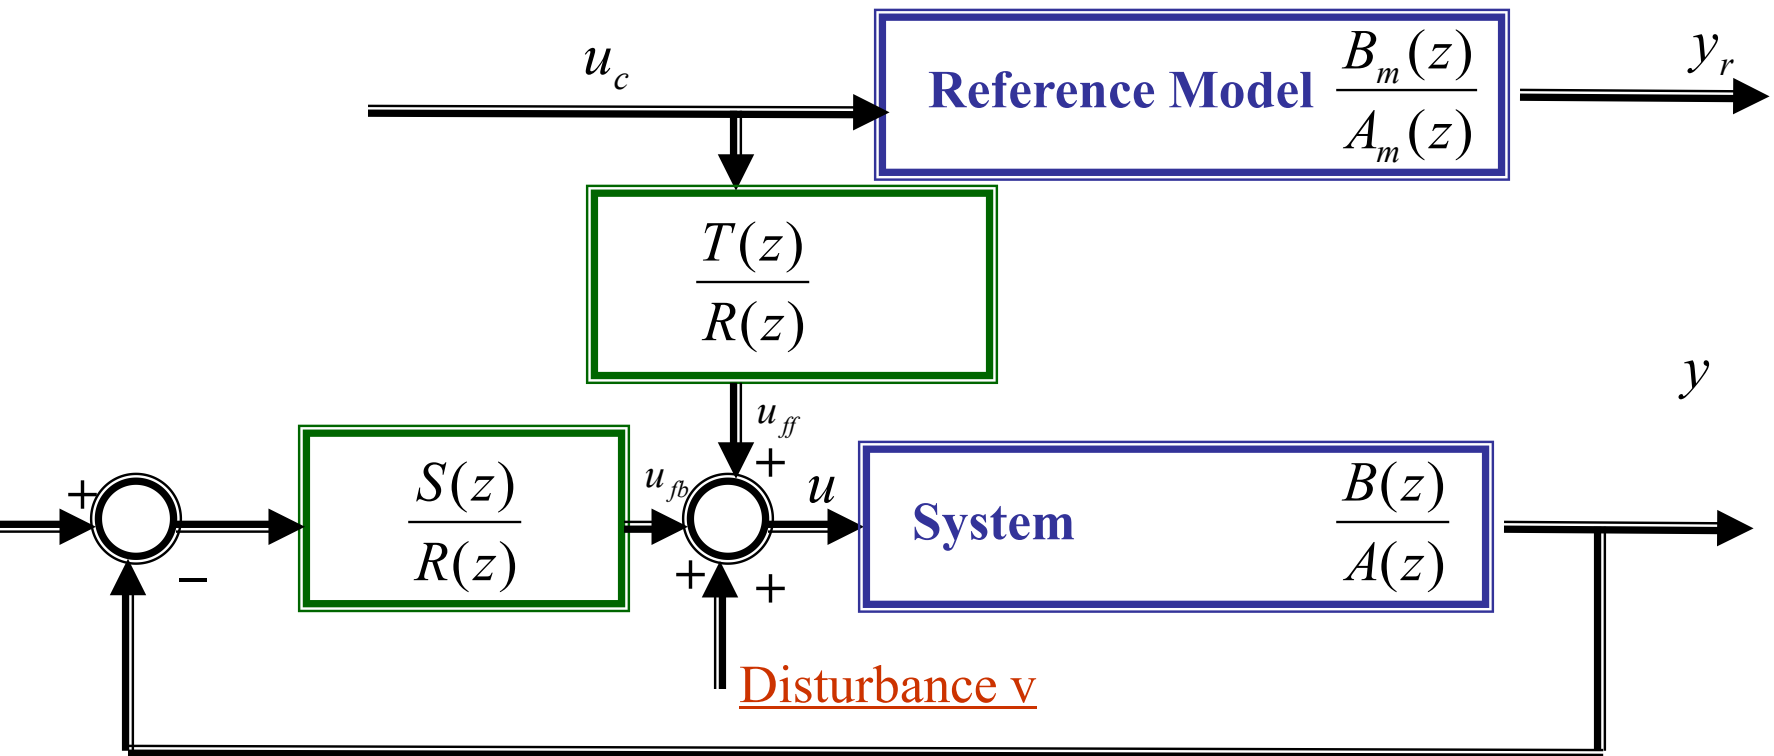 u_c
Reference Model B_m(z) / A_m(z)
y_r
T(z) / R(z)
y
u_ff
+
+
S(z) / R(z)
u_fb
u
System
B(z) / A(z)
−
+
+
Disturbance v